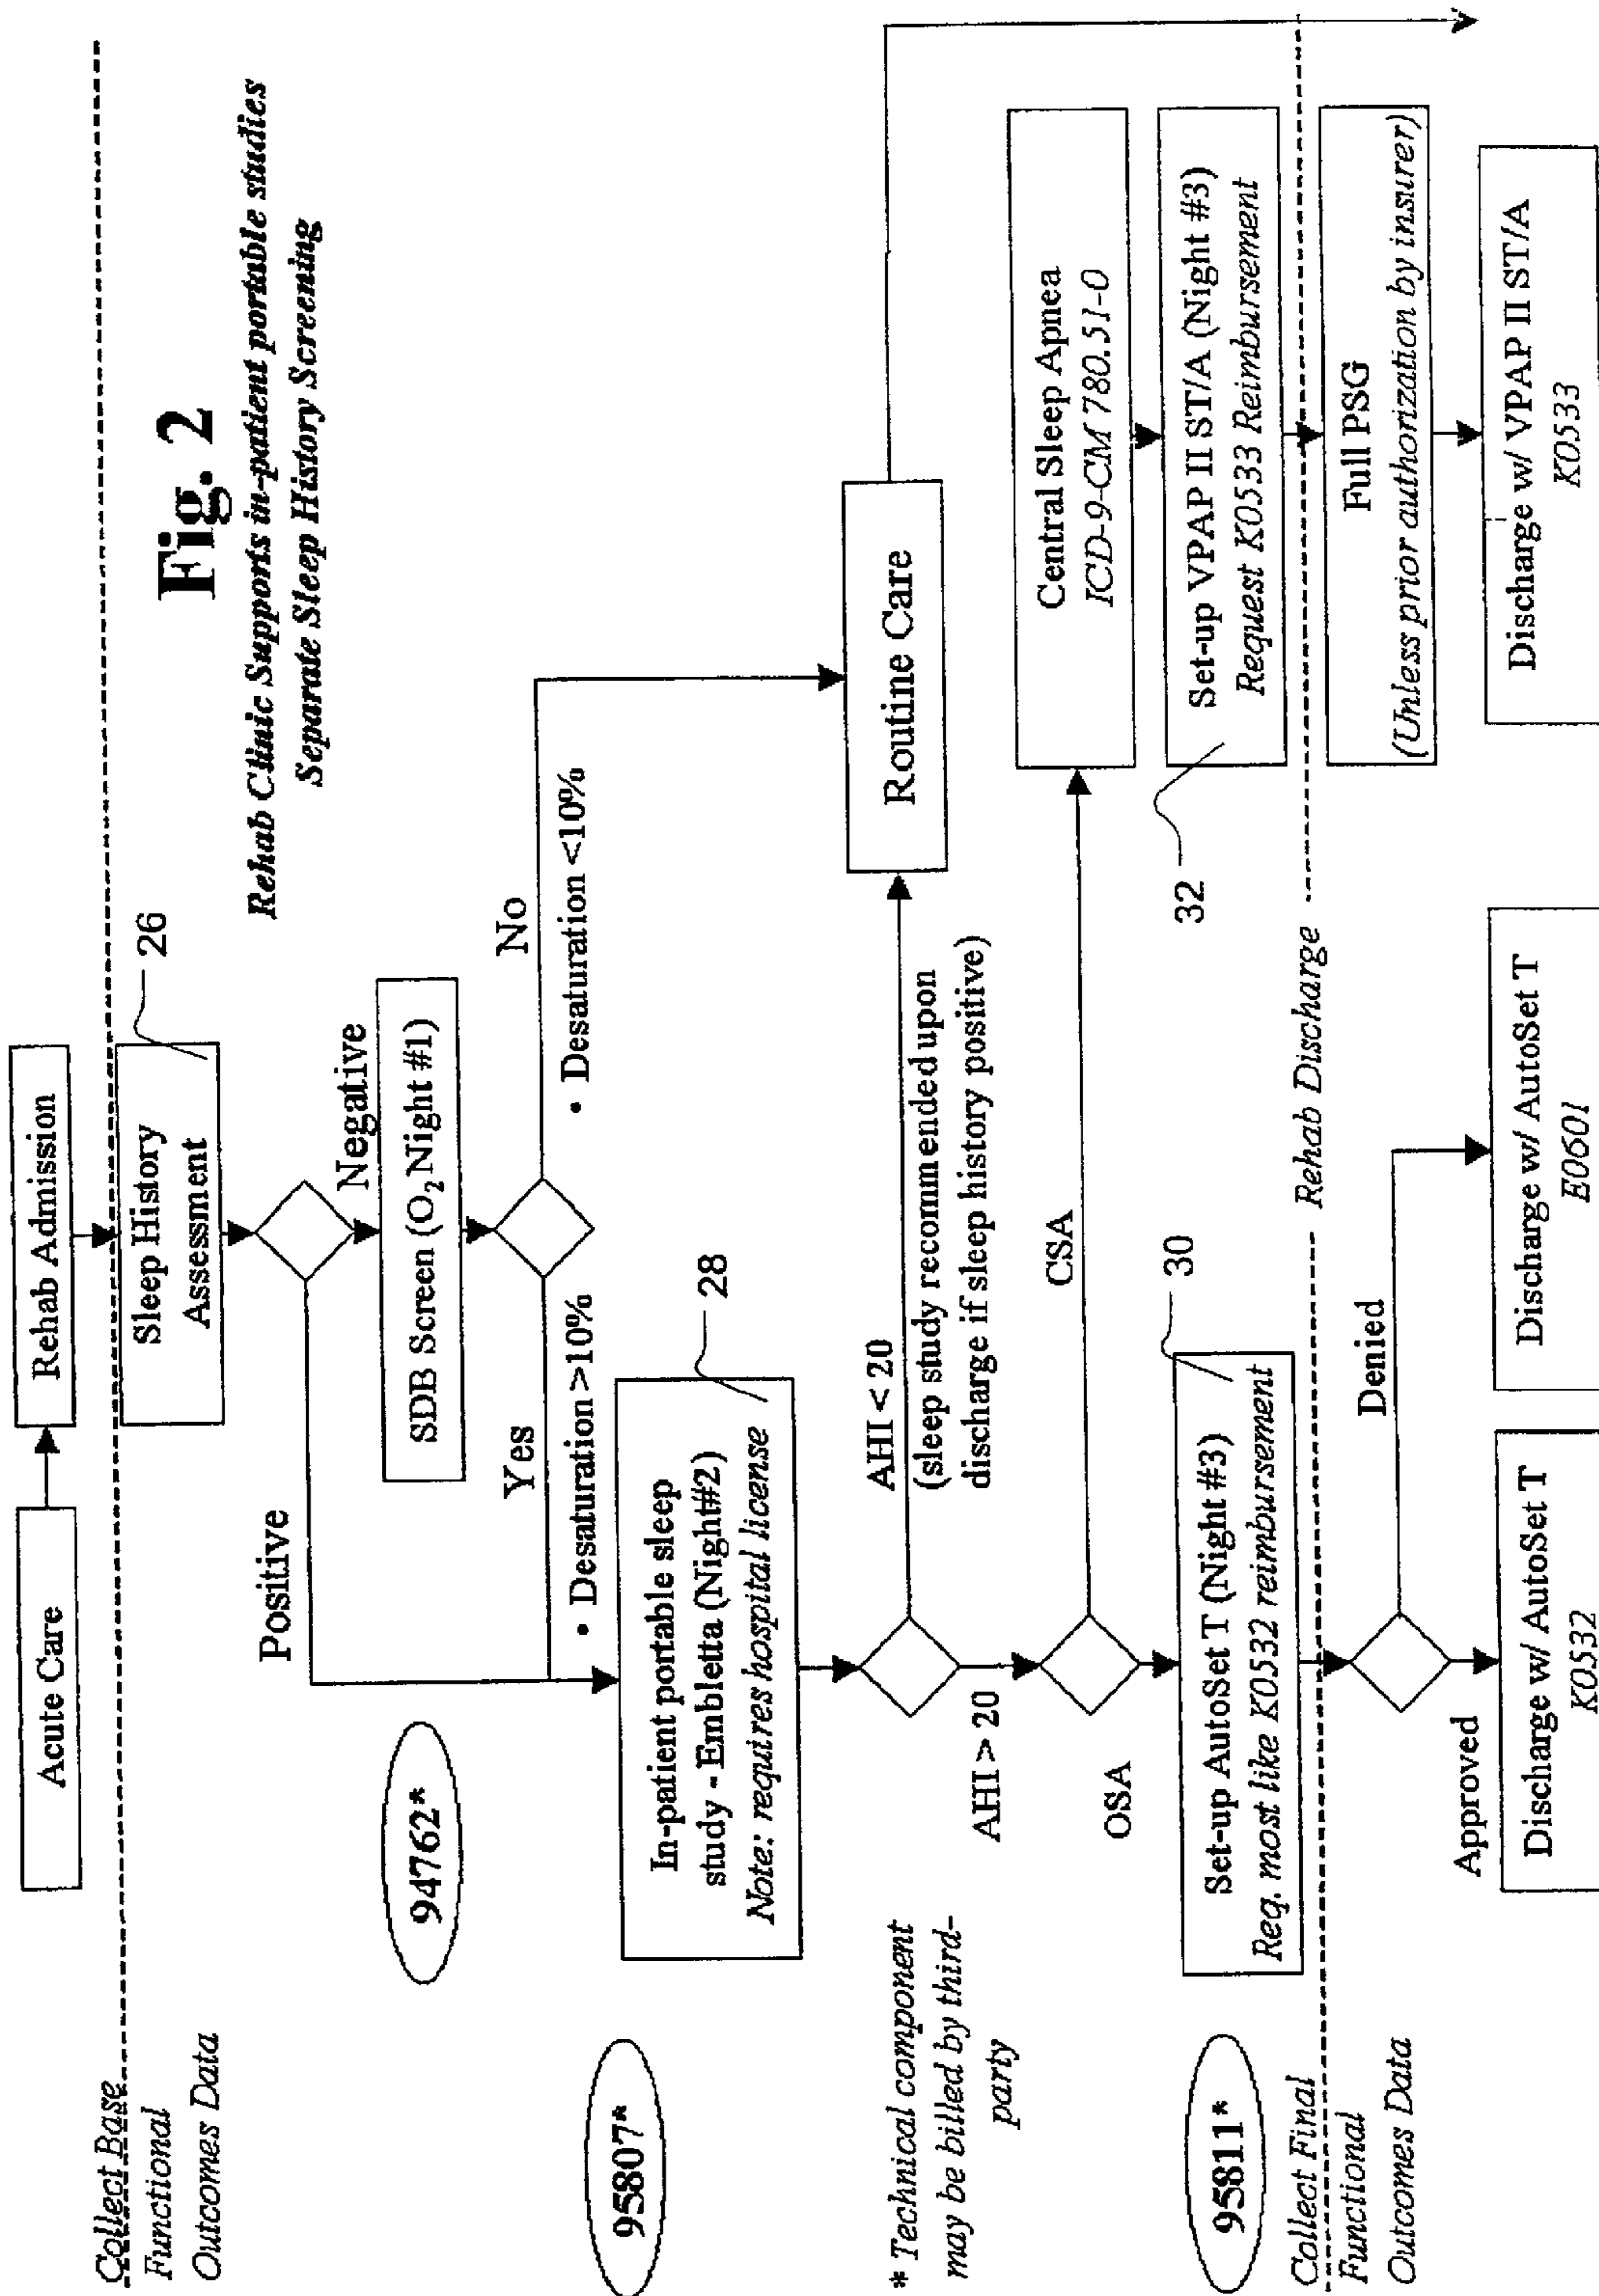 Fig. 2
Rehab Clinic Supports in-patient portable studies
Separate Sleep History Screening
Acute Care
Rehab Admission
Collect Base
Functional
Outcomes Data
Sleep History
Assessment
26
Positive
Negative
94762*
SDB Screen (O₂ Night #1)
Yes
No
• Desaturation >10%
• Desaturation <10%
95807*
In-patient portable sleep
study - Embletta (Night#2)
Note: requires hospital license
28
Routine Care
* Technical component
may be billed by third-
party
AHI < 20
(sleep study recommended upon
discharge if sleep history positive)
AHI > 20
CSA
OSA
Central Sleep Apnea
ICD-9-CM 780.51-0
95811*
Set-up AutoSet T (Night #3)
Req. most like K0532 reimbursement
30
32
Set-up VPAP II ST/A (Night #3)
Request K0533 Reimbursement
Collect Final
Functional
Outcomes Data
Rehab Discharge
Full PSG
(Unless prior authorization by insurer)
Approved
Denied
Discharge w/ AutoSet T
K0532
Discharge w/ AutoSet T
E0601
Discharge w/ VPAP II ST/A
K0533